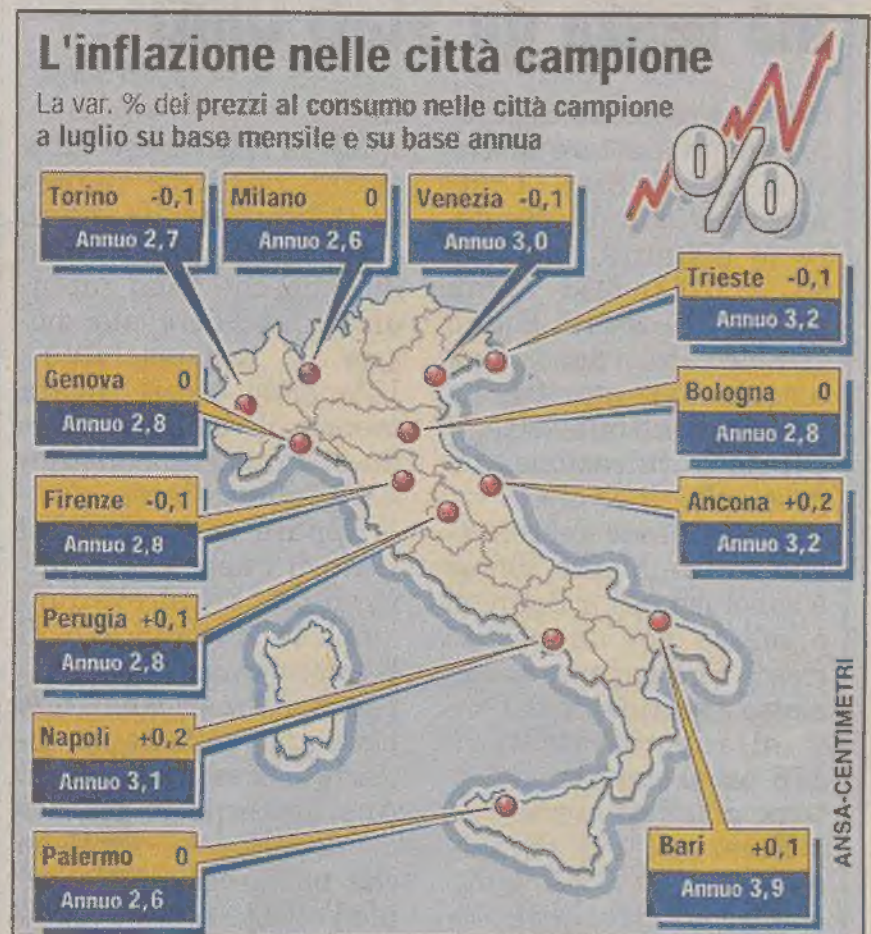 L'inflazione nelle città campione
La var. % dei prezzi al consumo nelle città campione
a luglio su base mensile e su base annua
%
Torino -0,1
Annuo 2,7
Milano 0
Annuo 2,6
Venezia -0,1
Annuo 3,0
Trieste -0,1
Annuo 3,2
Genova 0
Annuo 2,8
Bologna 0
Annuo 2,8
Firenze -0,1
Annuo 2,8
Ancona +0,2
Annuo 3,2
Perugia +0,1
Annuo 2,8
Napoli +0,2
Annuo 3,1
Palermo 0
Annuo 2,6
Bari +0,1
Annuo 3,9
ANSA-CENTIMETRI